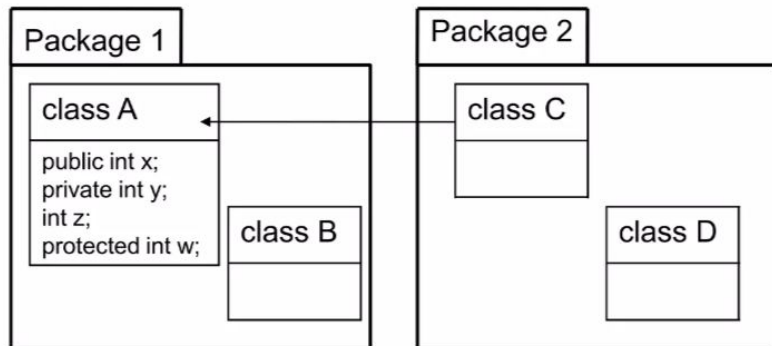 Package 1
class A
public int x;
private int y;
int z;
protected int w;
class B
Package 2
class C
class D